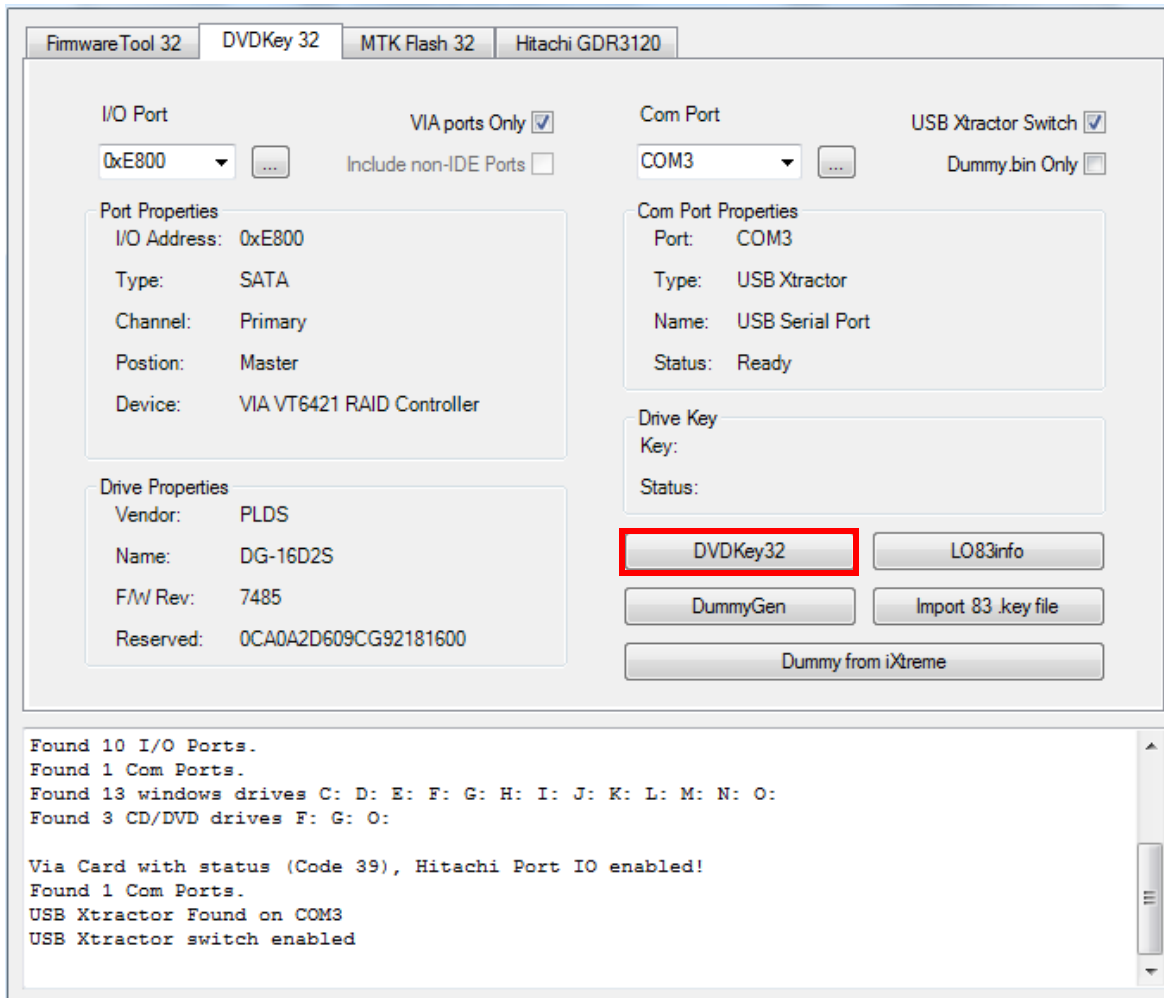 FirmwareTool 32 DVDKey 32 MTK Flash 32 Hitachi GDR3120
I/O Port
VIA ports Only
0xE800 ...
Include non-IDE Ports
Port Properties
I/O Address: 0xE800
Type: SATA
Channel: Primary
Postion: Master
Device: VIA VT6421 RAID Controller
Drive Properties
Vendor: PLDS
Name: DG-16D2S
F/W Rev: 7485
Reserved: 0CA0A2D609CG92181600
Com Port
USB Xtractor Switch
COM3 ...
Dummy.bin Only
Com Port Properties
Port: COM3
Type: USB Xtractor
Name: USB Serial Port
Status: Ready
Drive Key
Key:
Status:
DVDKey32 LO83info
DummyGen Import 83 .key file
Dummy from iXtreme
Found 10 I/O Ports.
Found 1 Com Ports.
Found 13 windows drives C: D: E: F: G: H: I: J: K: L: M: N: O:
Found 3 CD/DVD drives F: G: O:
Via Card with status (Code 39), Hitachi Port IO enabled!
Found 1 Com Ports.
USB Xtractor Found on COM3
USB Xtractor switch enabled